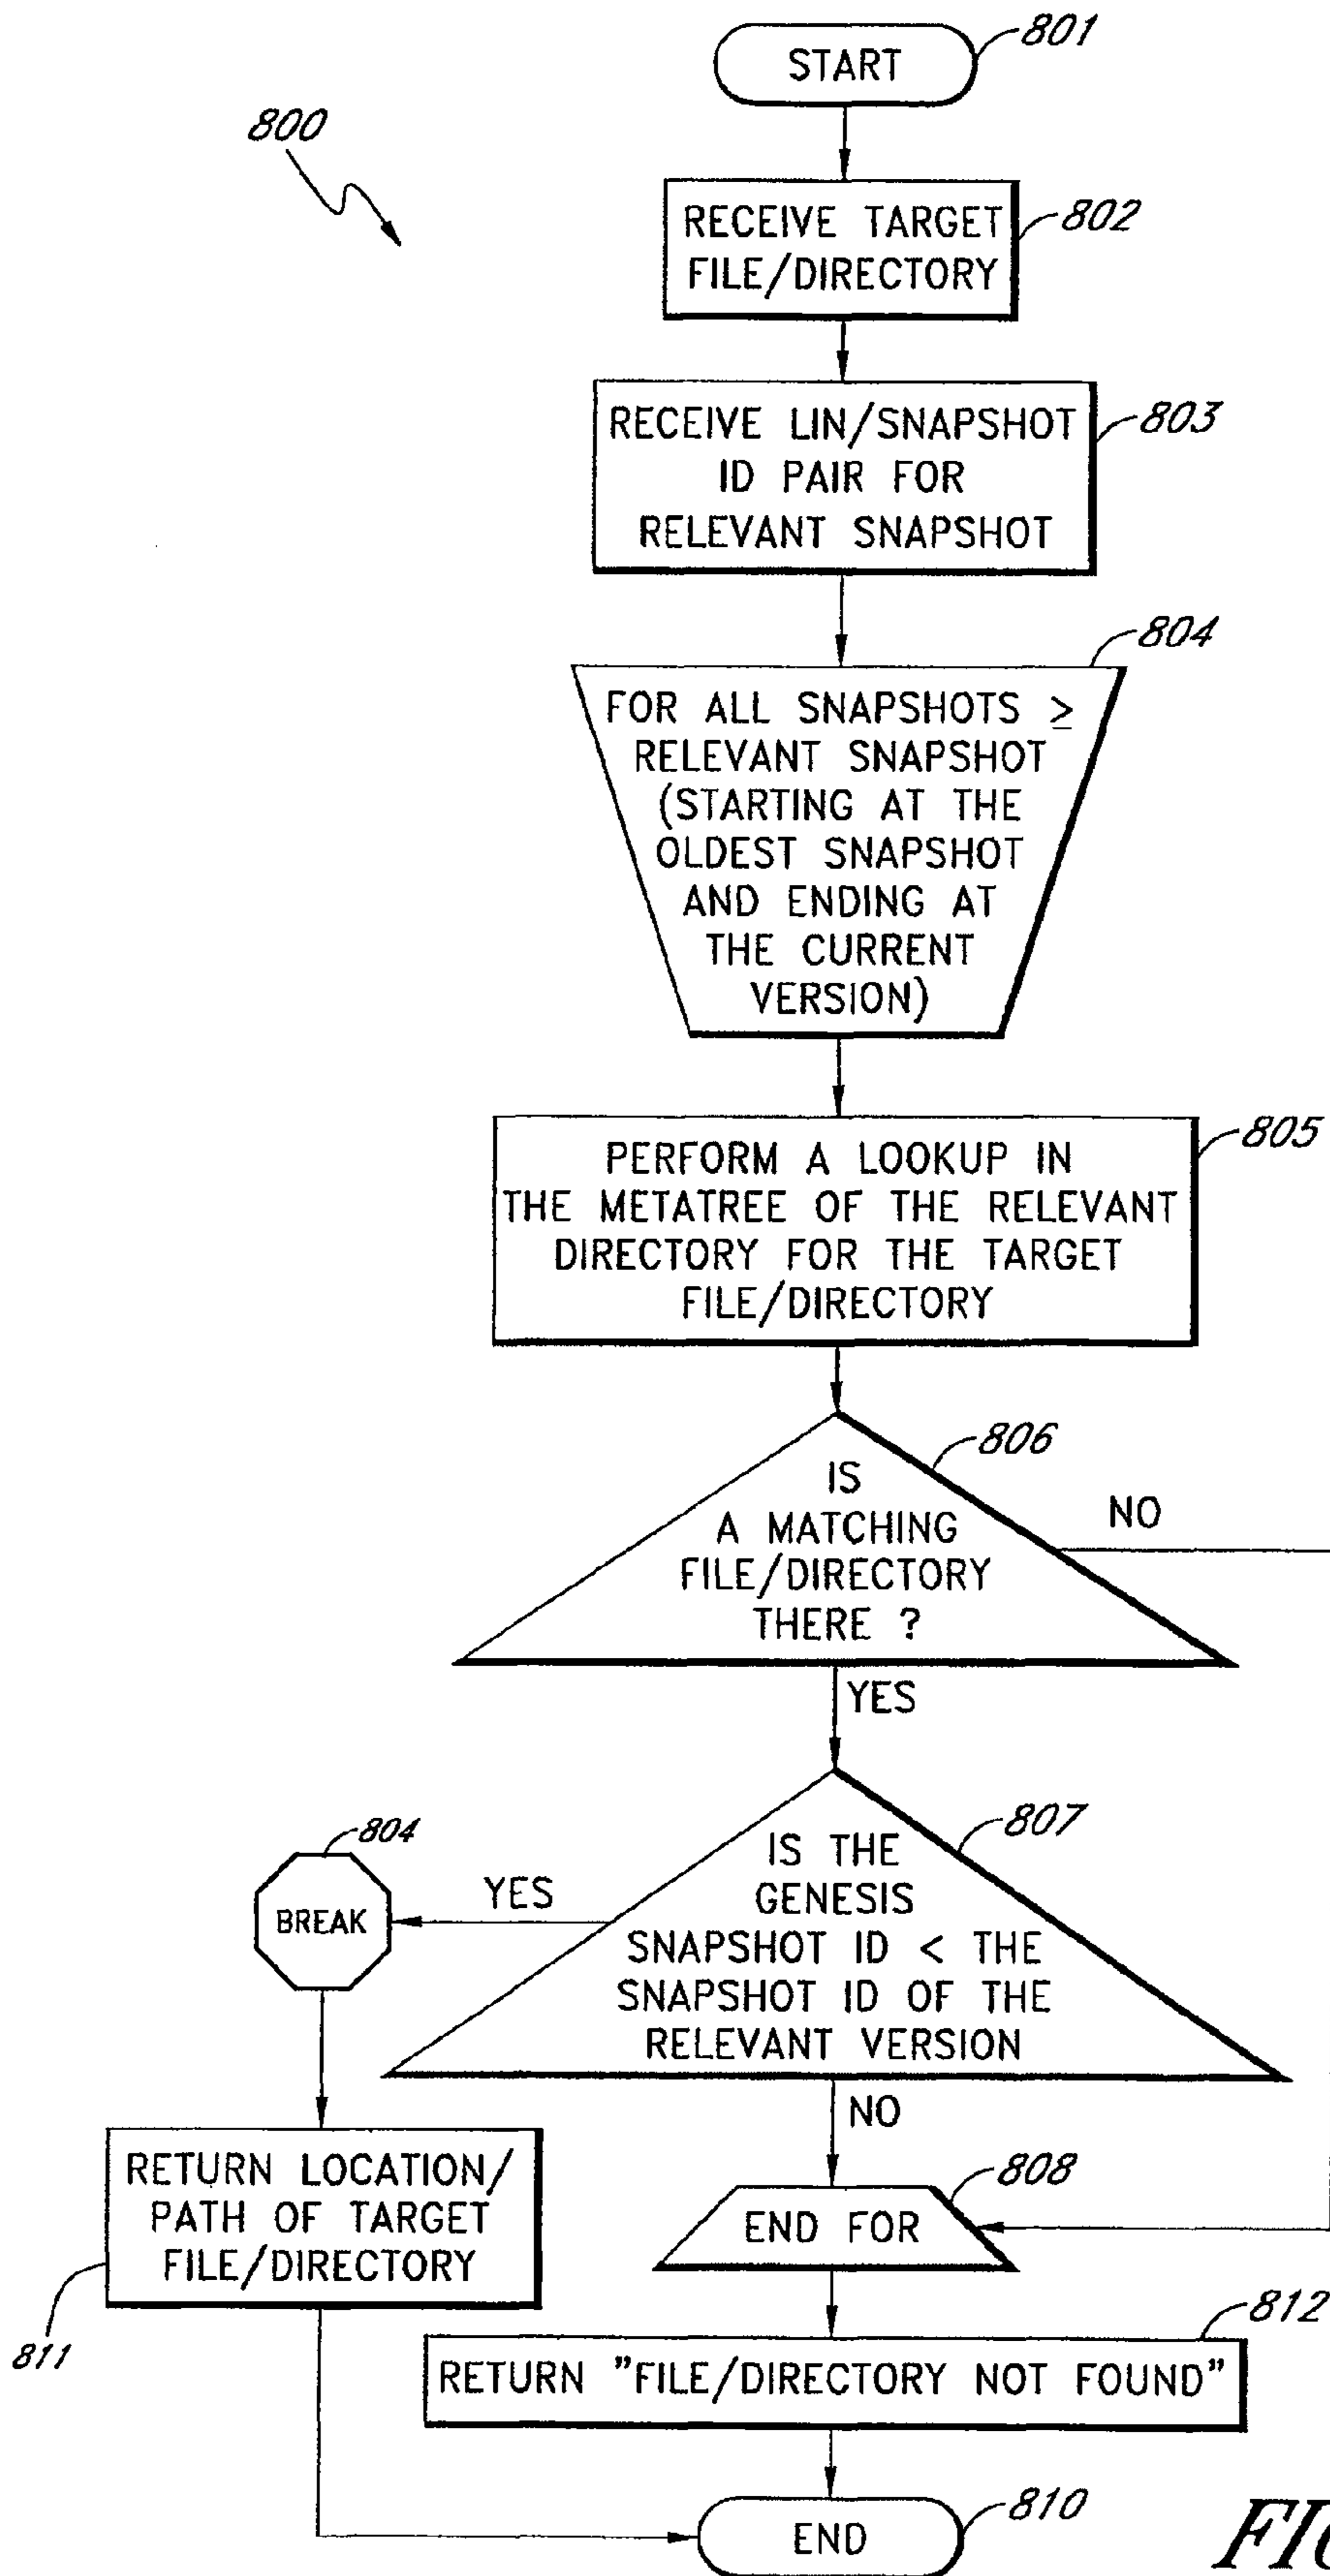 START
801
800
RECEIVE TARGET
FILE/DIRECTORY
802
RECEIVE LIN/SNAPSHOT
ID PAIR FOR
RELEVANT SNAPSHOT
803
804
FOR ALL SNAPSHOTS ≥
RELEVANT SNAPSHOT
(STARTING AT THE
OLDEST SNAPSHOT
AND ENDING AT
THE CURRENT
VERSION)
805
PERFORM A LOOKUP IN
THE METATREE OF THE RELEVANT
DIRECTORY FOR THE TARGET
FILE/DIRECTORY
806
IS
A MATCHING
FILE/DIRECTORY
THERE ?
NO
YES
807
IS THE
GENESIS
SNAPSHOT ID < THE
SNAPSHOT ID OF THE
RELEVANT VERSION
YES
804
BREAK
NO
RETURN LOCATION/
PATH OF TARGET
FILE/DIRECTORY
811
808
END FOR
812
RETURN "FILE/DIRECTORY NOT FOUND"
END
810